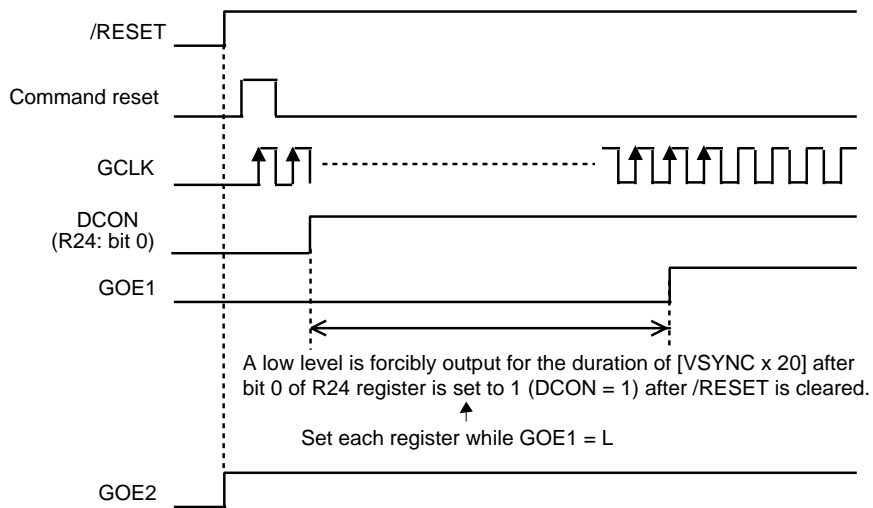 /RESET
Command reset
GCLK
DCON
(R24: bit 0)
GOE1
A low level is forcibly output for the duration of [VSYNC x 20] after
bit 0 of R24 register is set to 1 (DCON = 1) after /RESET is cleared.
Set each register while GOE1 = L
GOE2